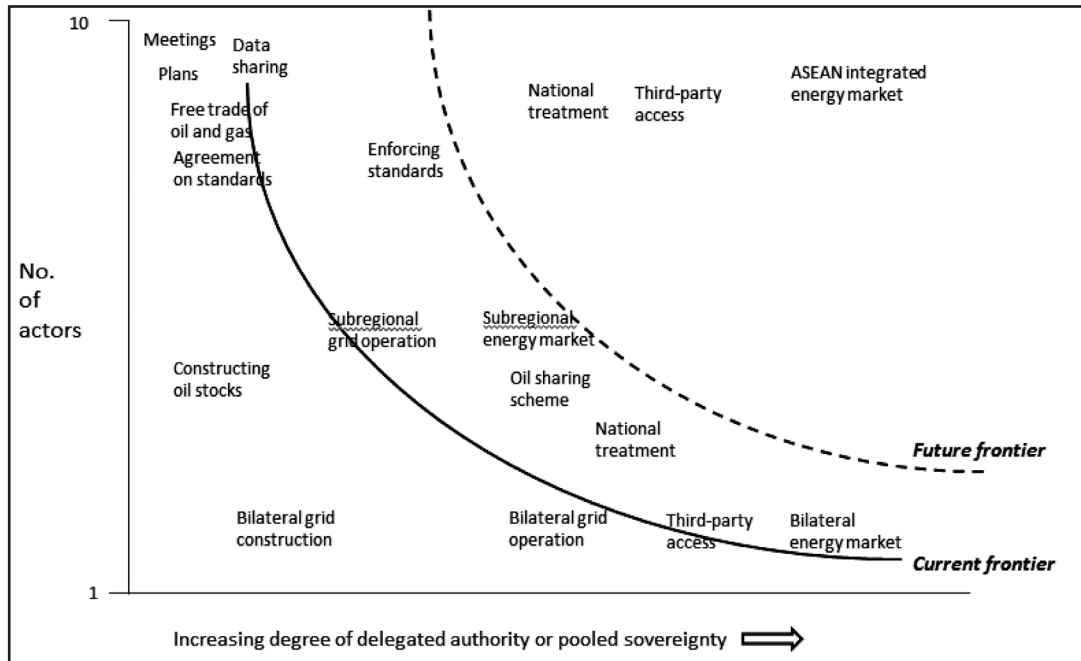 10
Meetings
Data
sharing
Plans
ASEAN integrated
energy market
National
treatment
Third-party
access
Free trade of
oil and gas
Agreement
on standards
Enforcing
standards
No.
of
actors
Subregional
grid operation
Subregional
energy market
Constructing
oil stocks
Oil sharing
scheme
National
treatment
Future frontier
Bilateral grid
construction
Bilateral grid
operation
Third-party
access
Bilateral
energy market
Current frontier
1
Increasing degree of delegated authority or pooled sovereignty